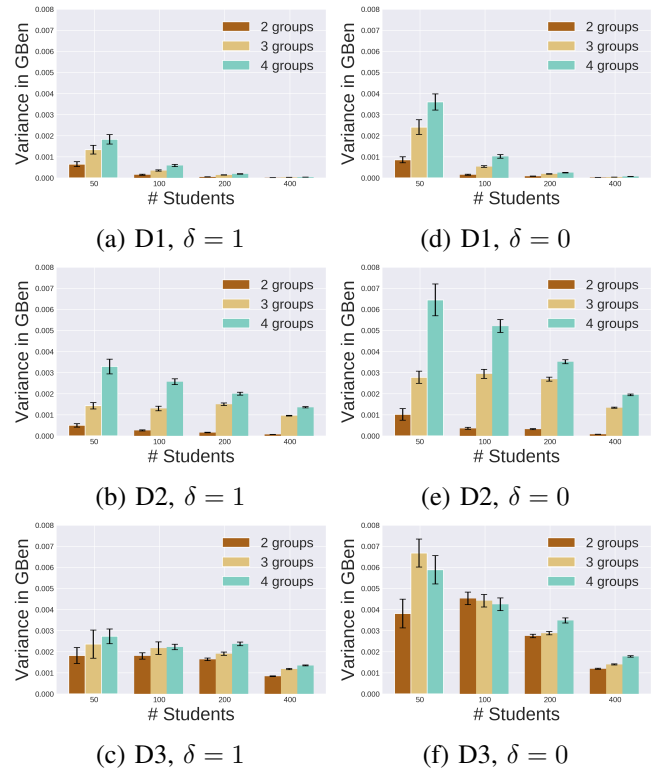 0.008
0.007
0.006
0.005
0.004
0.003
0.002
0.001
0.000
Variance in GBen
2 groups
3 groups
4 groups
50 100 200 400
# Students
(a) D1, δ = 1
0.008
0.007
0.006
0.005
0.004
0.003
0.002
0.001
0.000
Variance in GBen
2 groups
3 groups
4 groups
50 100 200 400
# Students
(d) D1, δ = 0
0.008
0.007
0.006
0.005
0.004
0.003
0.002
0.001
0.000
Variance in GBen
2 groups
3 groups
4 groups
50 100 200 400
# Students
(b) D2, δ = 1
0.008
0.007
0.006
0.005
0.004
0.003
0.002
0.001
0.000
Variance in GBen
2 groups
3 groups
4 groups
50 100 200 400
# Students
(e) D2, δ = 0
0.008
0.007
0.006
0.005
0.004
0.003
0.002
0.001
0.000
Variance in GBen
2 groups
3 groups
4 groups
50 100 200 400
# Students
(c) D3, δ = 1
0.008
0.007
0.006
0.005
0.004
0.003
0.002
0.001
0.000
Variance in GBen
2 groups
3 groups
4 groups
50 100 200 400
# Students
(f) D3, δ = 0